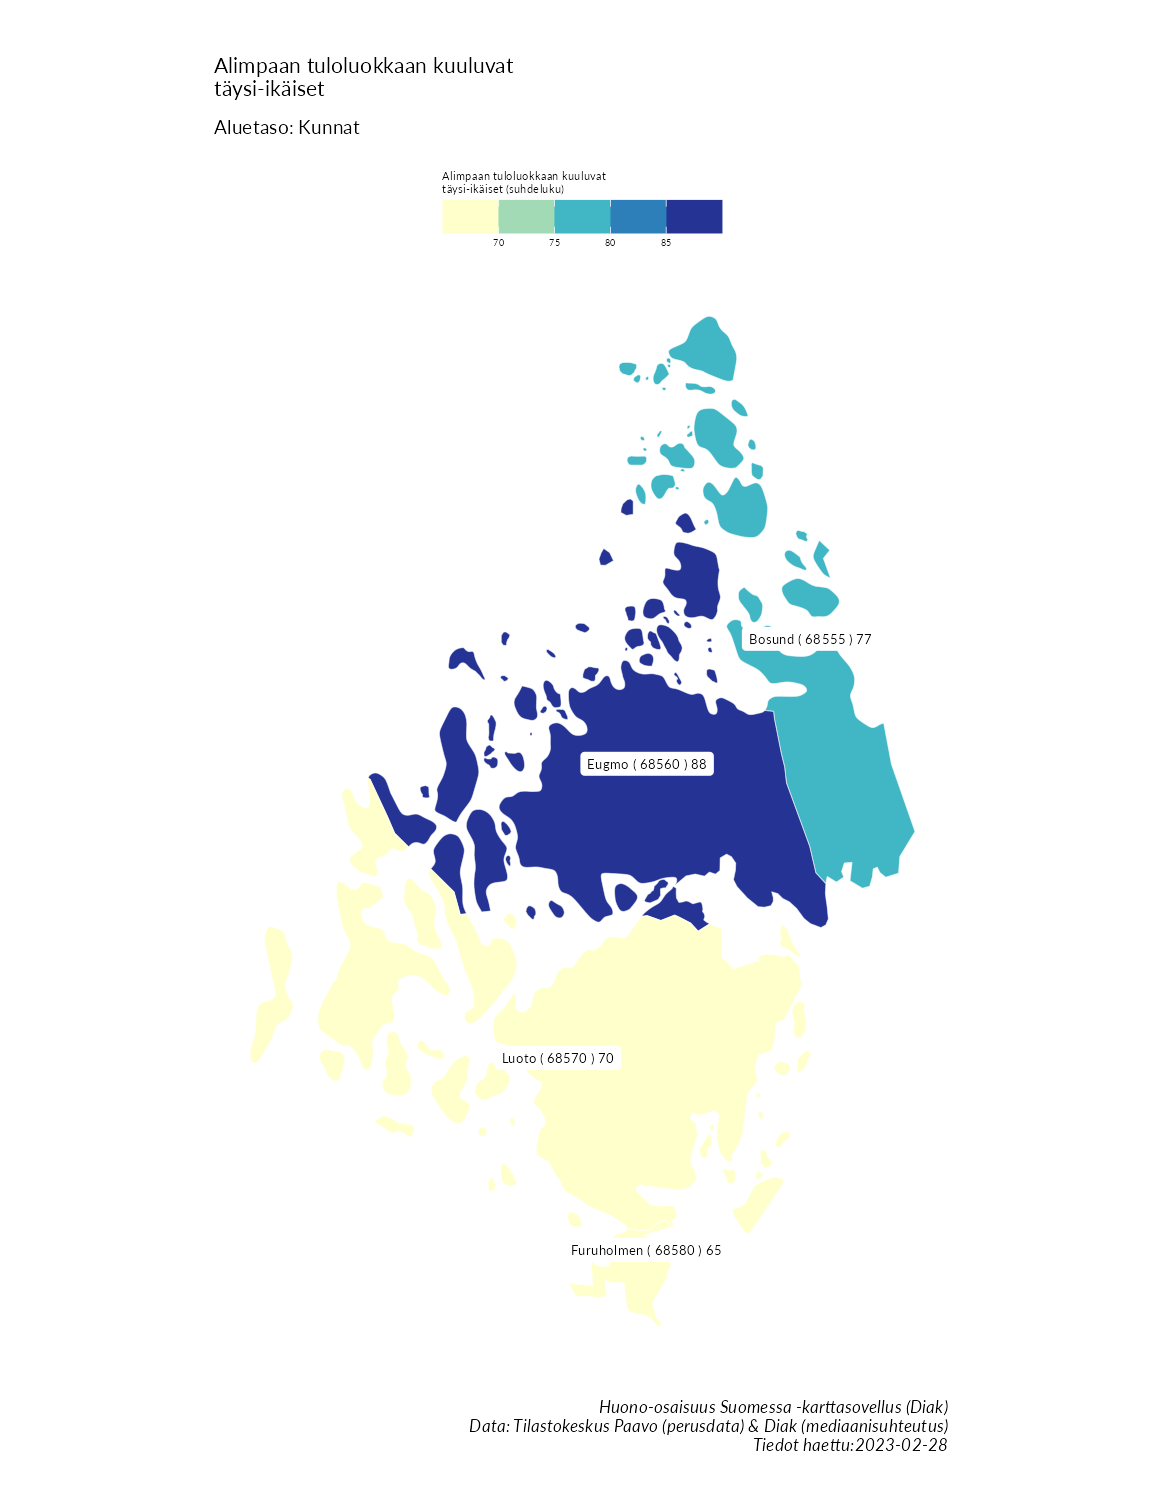 Alimpaan tuloluokkaan kuuluvat
täysi-ikäiset
Aluetaso: Kunnat
Alimpaan tuloluokkaan kuuluvat
täysi-ikäiset (suhdeluku)
70 75 80 85
Bosund ( 68555 ) 77
Eugmo ( 68560 ) 88
Luoto ( 68570 ) 70
Furuholmen ( 68580 ) 65
Huono-osaisuus Suomessa -karttasovellus (Diak)
Data: Tilastokeskus Paavo (perusdata) & Diak (mediaanisuhteutus)
Tiedot haettu:2023-02-28